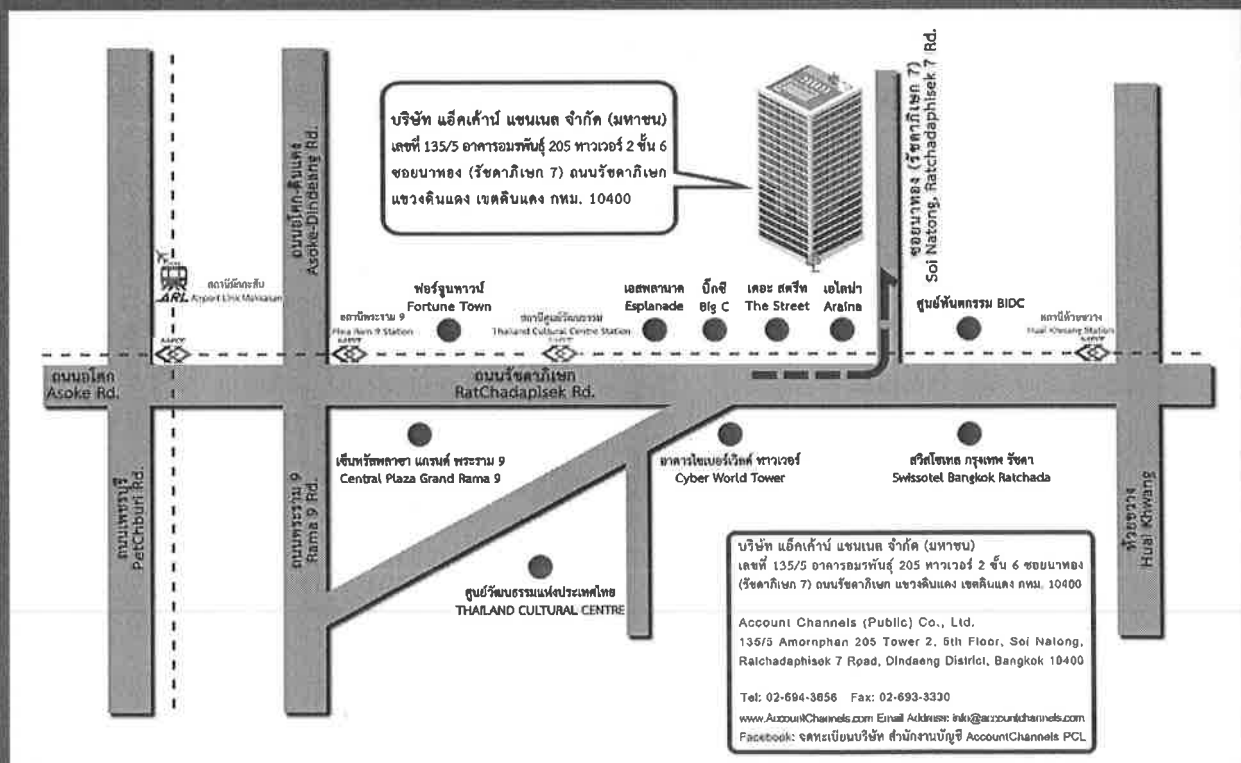 บริษัท แอ็คเค้าน์ แชนเนล จำกัด (มหาชน)
เลขที่ 135/5 อาคารอมรพันธุ์ 205 ทาวเวอร์ 2 ชั้น 6
ซอยนาทอง (รัชดาภิเษก 7) ถนนรัชดาภิเษก
แขวงดินแดง เขตดินแดง กทม. 10400
ซอยนาทอง (รัชดาภิเษก 7)
Soi Natong, Ratchadaphisek 7 Rd.
ถนนอโศก-ดินแดง
Asoke-Dindeang Rd.
สถานีมักกะสัน
ARL Airport Link Makkasan
สถานีพระราม 9
Phra Ram 9 Station
MRT
ฟอร์จูนทาวน์
Fortune Town
สถานีศูนย์วัฒนธรรม
Thailand Cultural Centre Station
MRT
เอสพลานาด
Esplanade
บิ๊กซี
Big C
เดอะ สตรีท
The Street
เอไลน่า
Araina
ศูนย์ทันตกรรม BIDC
สถานีห้วยขวาง
Huai Khwang Station
MRT
MRT
ถนนอโศก
Asoke Rd.
ถนนรัชดาภิเษก
RatChadapisek Rd.
เซ็นทรัลพลาซา แกรนด์ พระราม 9
Central Plaza Grand Rama 9
อาคารไซเบอร์เวิลด์ ทาวเวอร์
Cyber World Tower
สวิสโซเทล กรุงเทพ รัชดา
Swissotel Bangkok Ratchada
ถนนเพชรบุรี
PetChburi Rd.
ถนนพระราม 9
Rama 9 Rd.
ห้วยขวาง
Huai Khwang
ศูนย์วัฒนธรรมแห่งประเทศไทย
THAILAND CULTURAL CENTRE
บริษัท แอ็คเค้าน์ แชนเนล จำกัด (มหาชน)
เลขที่ 135/5 อาคารอมรพันธุ์ 205 ทาวเวอร์ 2 ชั้น 6 ซอยนาทอง
(รัชดาภิเษก 7) ถนนรัชดาภิเษก แขวงดินแดง เขตดินแดง กทม. 10400
Account Channels (Public) Co., Ltd.
135/5 Amornphan 205 Tower 2, 6th Floor, Soi Natong,
Ratchadaphisek 7 Road, Dindaeng District, Bangkok 10400
Tel: 02-694-3656 Fax: 02-693-3330
www.AccountChannels.com Email Address: info@accountchannels.com
Facebook: จดทะเบียนบริษัท สำนักงานบัญชี AccountChannels PCL